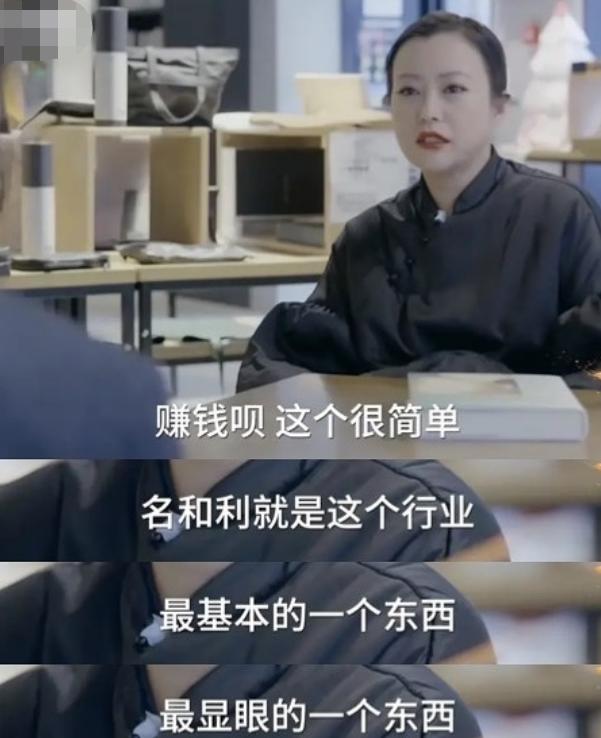 赚钱呗 这个很简单
名和利就是这个行业
最基本的一个东西
最显眼的一个东西